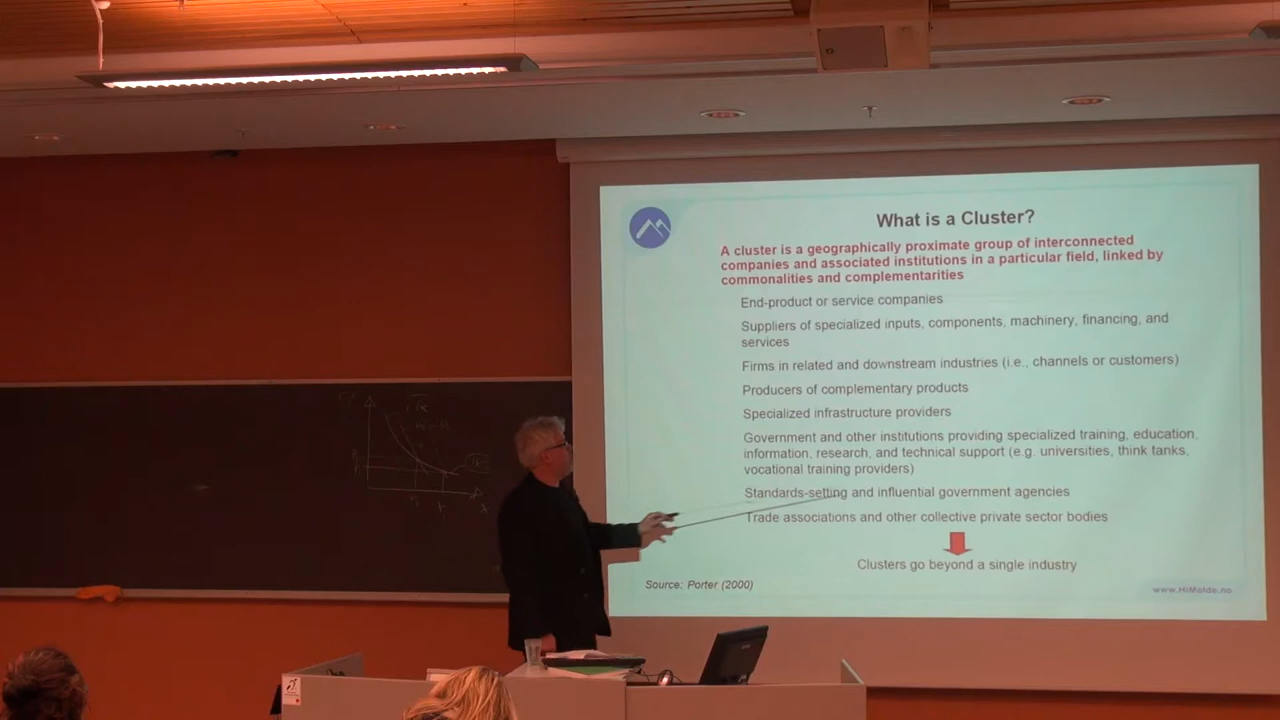 What is a Cluster?
A cluster is a geographically proximate group of interconnected
companies and associated institutions in a particular field, linked by
commonalities and complementarities
End-product or service companies
Suppliers of specialized inputs, components, machinery, financing, and
services
Firms in related and downstream industries (i.e., channels or customers)
Producers of complementary products
Specialized infrastructure providers
Government and other institutions providing specialized training, education,
information, research, and technical support (e.g. universities, think tanks,
vocational training providers)
Standards-setting and influential government agencies
Trade associations and other collective private sector bodies
Clusters go beyond a single industry
Source: Porter (2000)
www.HiMolde.no